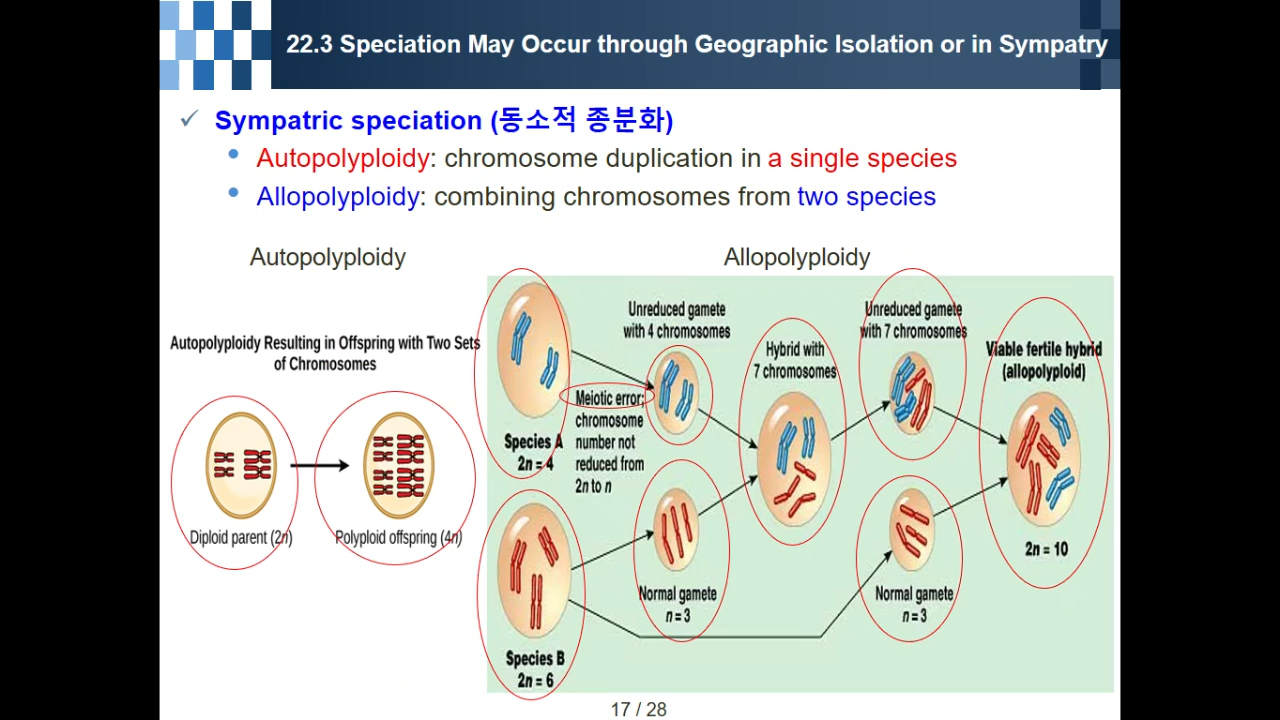 22.3 Speciation May Occur through Geographic Isolation or in Sympatry
Sympatric speciation (동소적 종분화)
Autopolyploidy: chromosome duplication in a single species
Allopolyploidy: combining chromosomes from two species
Autopolyploidy
Autopolyploidy Resulting in Offspring with Two Sets
of Chromosomes
Diploid parent (2n)
Polyploid offspring (4n)
Allopolyploidy
Species A
2n = 4
Meiotic error;
chromosome
number not
reduced from
2n to n
Unreduced gamete
with 4 chromosomes
Species B
2n = 6
Normal gamete
n = 3
Hybrid with
7 chromosomes
Unreduced gamete
with 7 chromosomes
Normal gamete
n = 3
Viable fertile hybrid
(allopolyploid)
2n = 10
17 / 28